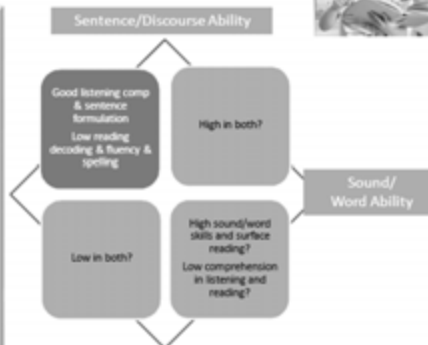 Sentence/Discourse Ability
Good listening comp
& sentence
formulation
Low reading
decoding & fluency &
spelling
High in both?
Sound/
Word Ability
Low in both?
High sound/word
skills and surface
reading?
Low comprehension
in listening and
reading?